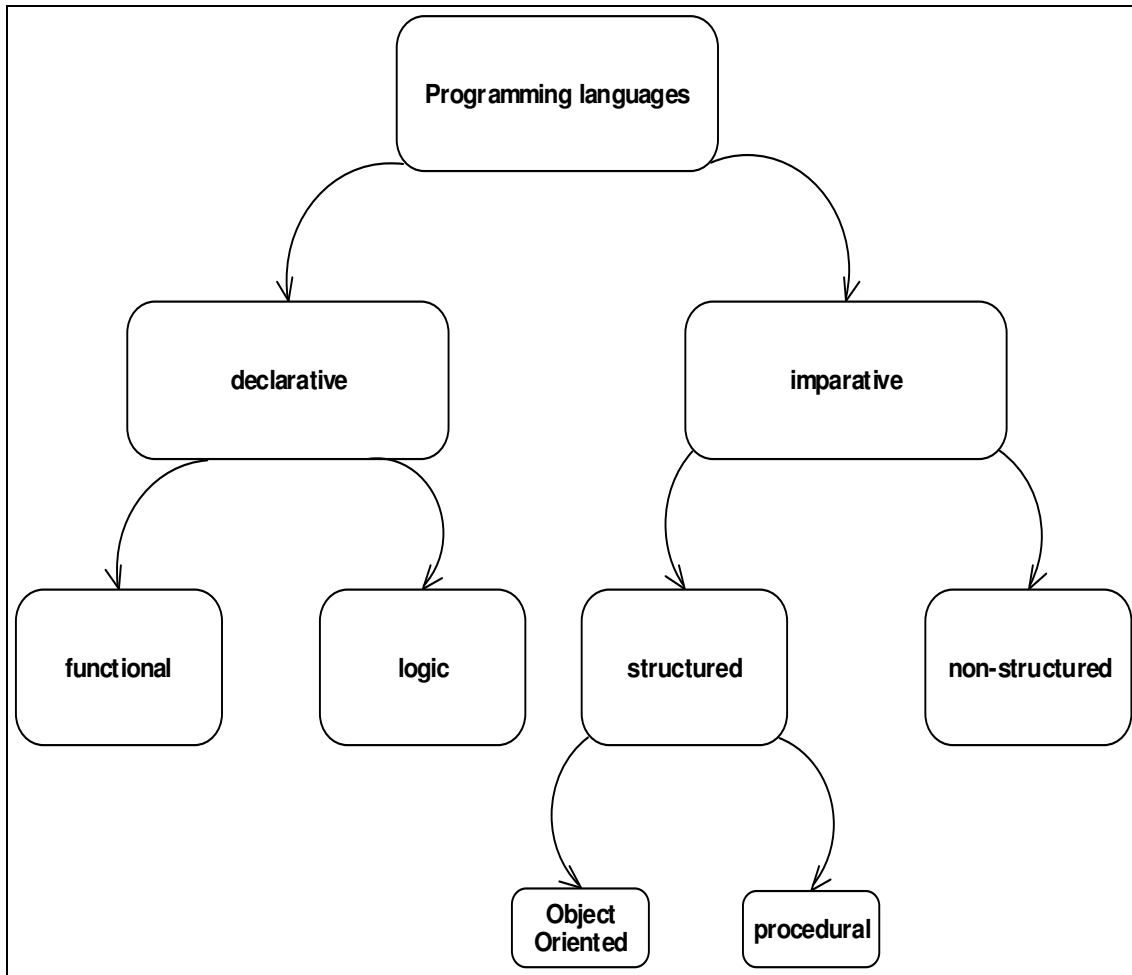 Programming languages
declarative
imparative
functional
logic
structured
non-structured
Object
Oriented
procedural